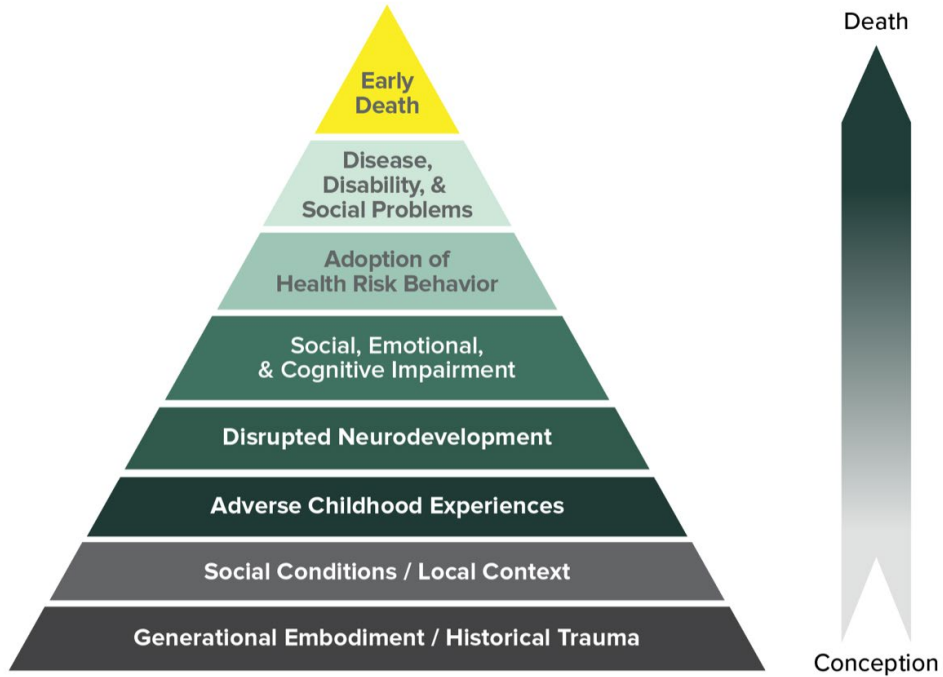 Death
Early
Death
Disease,
Disability, &
Social Problems
Adoption of
Health Risk Behavior
Social, Emotional,
& Cognitive Impairment
Disrupted Neurodevelopment
Adverse Childhood Experiences
Social Conditions / Local Context
Generational Embodiment / Historical Trauma
Conception